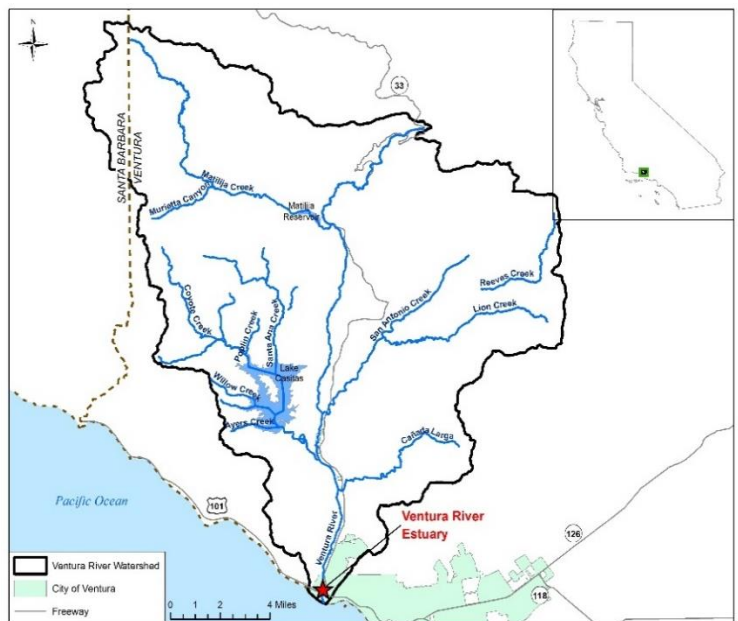 N
33
SANTA BARBARA
VENTURA
Matilija Creek
Murietta Canyon
Matilija
Reservoir
Reeves Creek
San Antonio Creek
Lion Creek
Coyote Creek
Poplin Creek
Santa Ana Creek
Lake
Casitas
Willow Creek
Ayers Creek
Cañada Larga
Pacific Ocean
101
Ventura River
Ventura River
Estuary
126
118
Ventura River Watershed
City of Ventura
Freeway
0 2 4 Miles